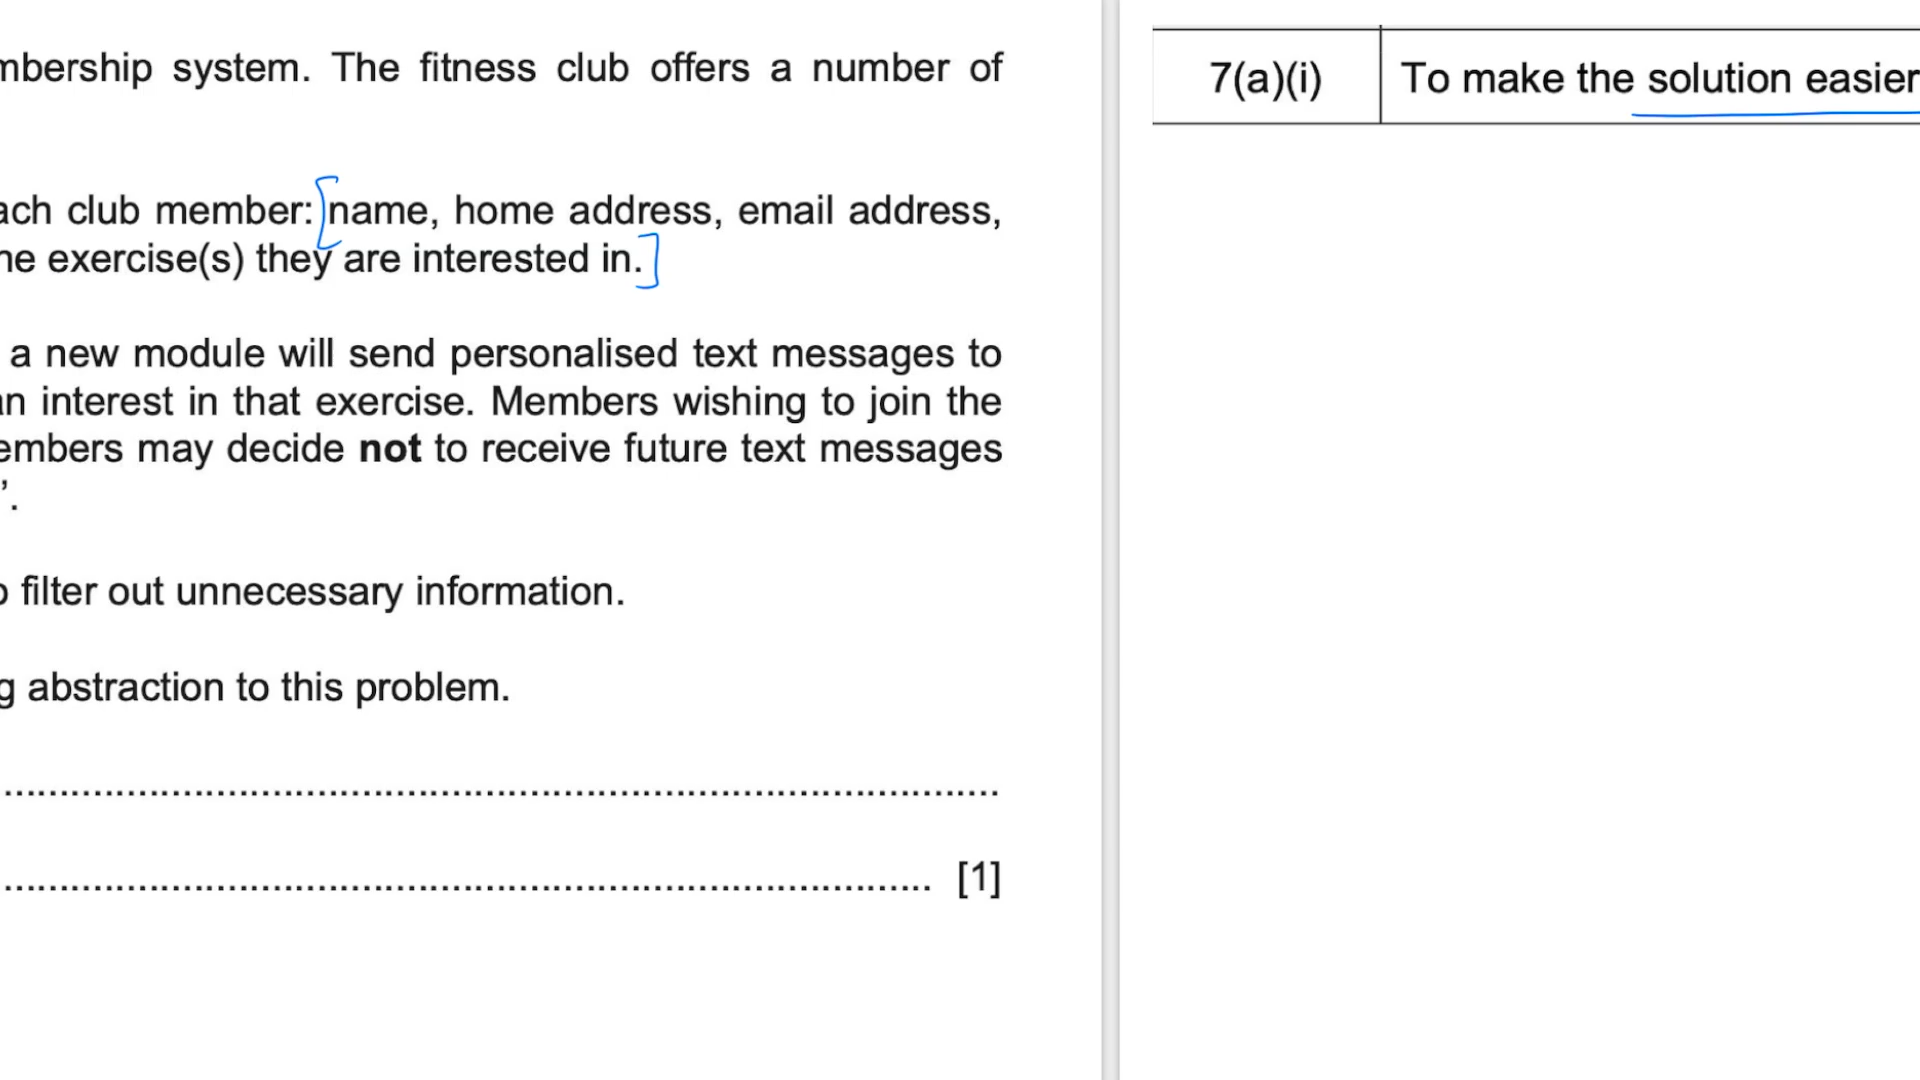 mbership system. The fitness club offers a number of
ach club member: name, home address, email address,
he exercise(s) they are interested in.
a new module will send personalised text messages to
an interest in that exercise. Members wishing to join the
embers may decide not to receive future text messages
’.
o filter out unnecessary information.
g abstraction to this problem.
....................................................................................
.............................................................................. [1]
7(a)(i) To make the solution easier